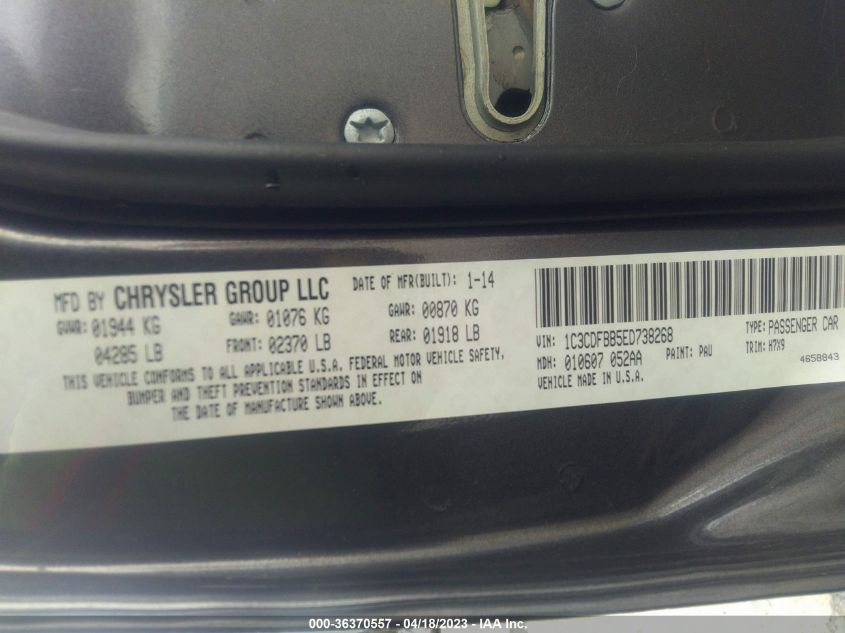 MFD BY CHRYSLER GROUP LLC DATE OF MFR(BUILT): 1-14
GVWR: 01944 KG GAWR: 01076 KG GAWR: 00870 KG
04285 LB FRONT: 02370 LB REAR: 01918 LB
THIS VEHICLE CONFORMS TO ALL APPLICABLE U.S.A. FEDERAL MOTOR VEHICLE SAFETY,
BUMPER AND THEFT PREVENTION STANDARDS IN EFFECT ON
THE DATE OF MANUFACTURE SHOWN ABOVE.
VIN: 1C3CDFBB5ED738268 TYPE: PASSENGER CAR
MDH: 010607 052AA PAINT: PAU TRIM: H7X9
VEHICLE MADE IN U.S.A. 4658843
000-36370557 - 04/18/2023 - IAA Inc.